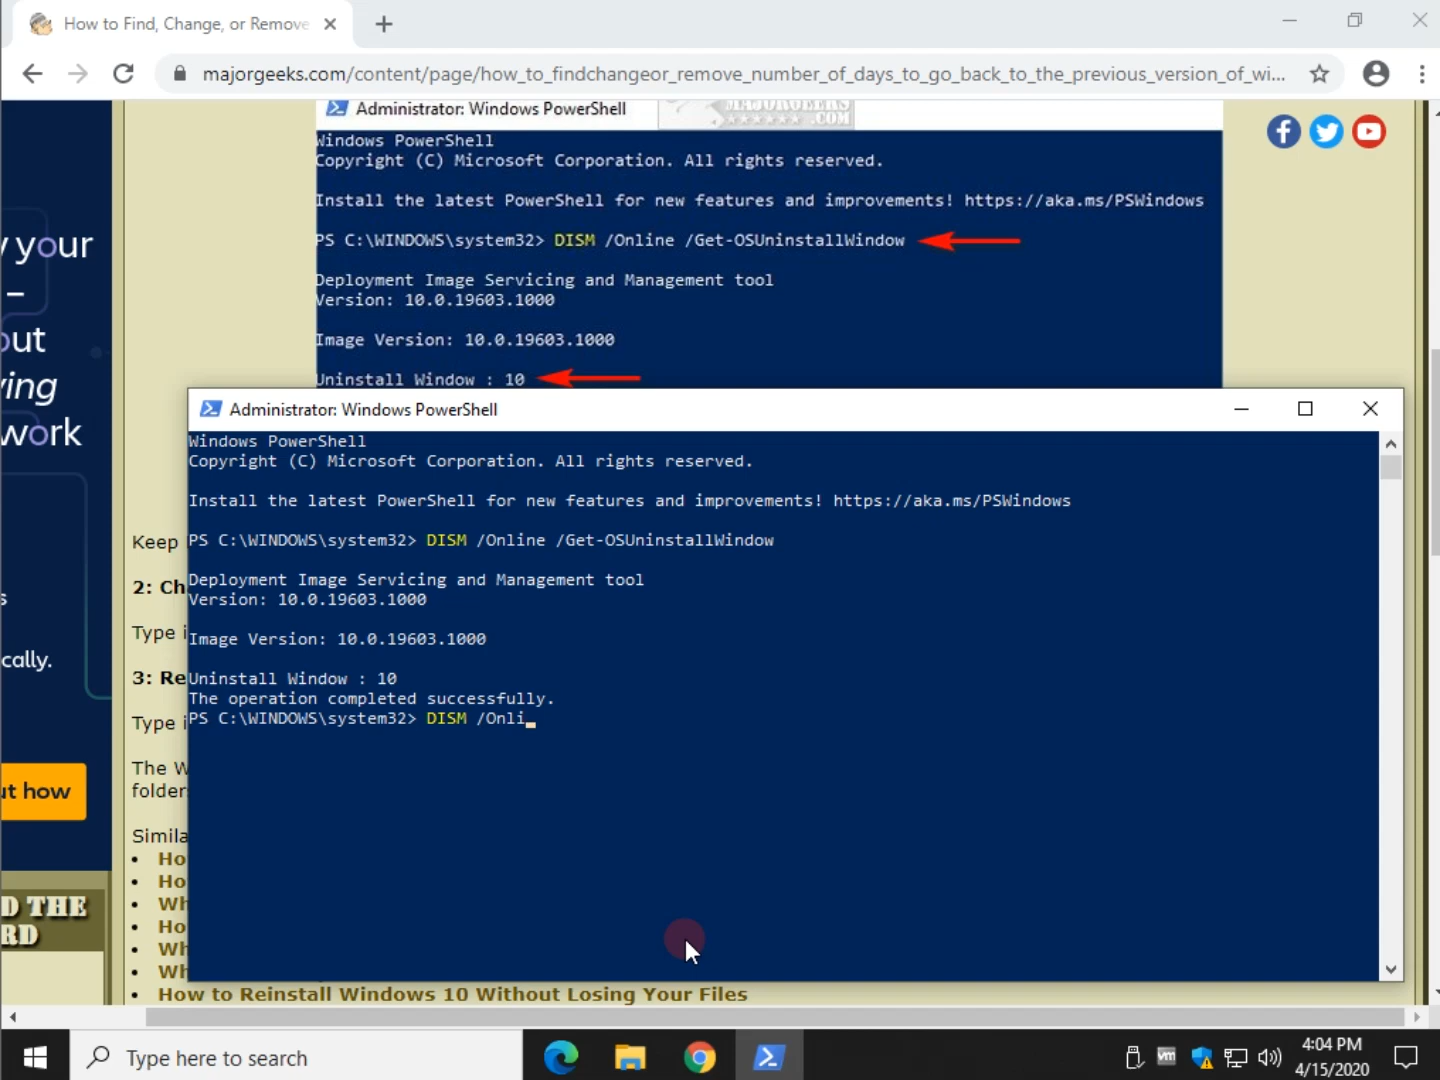 How to Find, Change, or Remove
majorgeeks.com/content/page/how_to_findchangeor_remove_number_of_days_to_go_back_to_the_previous_version_of_wi...
Administrator: Windows PowerShell
MAJORGEEKS
.COM
Windows PowerShell
Copyright (C) Microsoft Corporation. All rights reserved.
Install the latest PowerShell for new features and improvements! https://aka.ms/PSWindows
PS C:\WINDOWS\system32> DISM /Online /Get-OSUninstallWindow
Deployment Image Servicing and Management tool
Version: 10.0.19603.1000
Image Version: 10.0.19603.1000
Uninstall Window : 10
y your
–
out
ving
work
s
cally.
ut how
D THE
RD
Administrator: Windows PowerShell
Windows PowerShell
Copyright (C) Microsoft Corporation. All rights reserved.
Install the latest PowerShell for new features and improvements! https://aka.ms/PSWindows
PS C:\WINDOWS\system32> DISM /Online /Get-OSUninstallWindow
Deployment Image Servicing and Management tool
Version: 10.0.19603.1000
Image Version: 10.0.19603.1000
Uninstall Window : 10
The operation completed successfully.
PS C:\WINDOWS\system32> DISM /Onli_
Keep
2: Ch
Type i
3: Re
Type i
The W
folder
Simila
• Ho
• Ho
• Wh
• Ho
• Wh
• Wh
• How to Reinstall Windows 10 Without Losing Your Files
Type here to search
vm
4:04 PM
4/15/2020